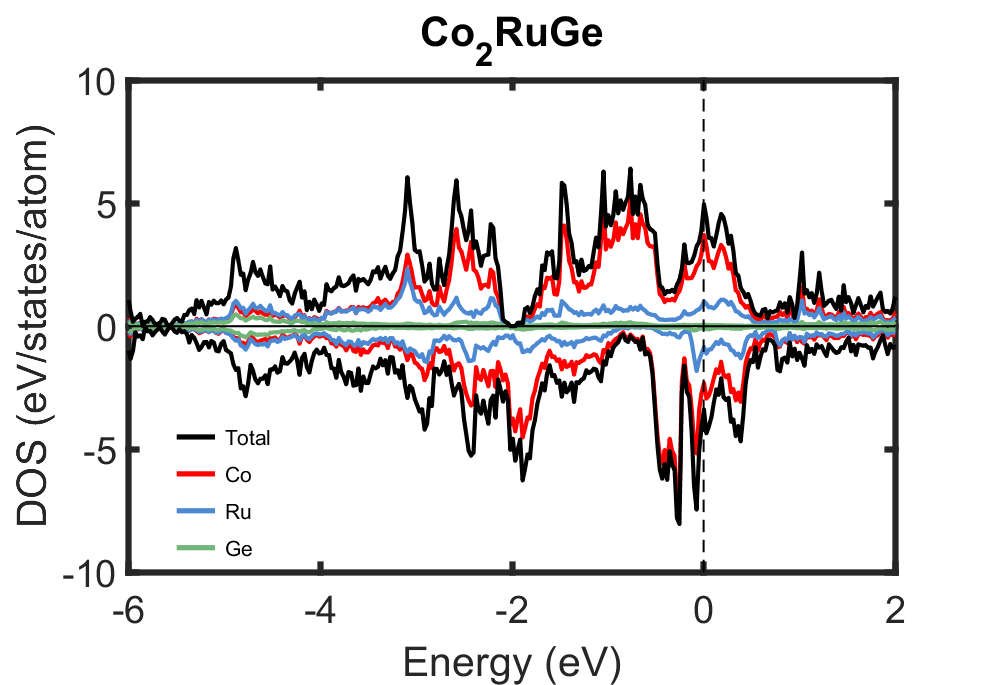 Co2RuGe
DOS (eV/states/atom)
10
5
0
-5
-10
Total
Co
Ru
Ge
-6 -4 -2 0 2
Energy (eV)